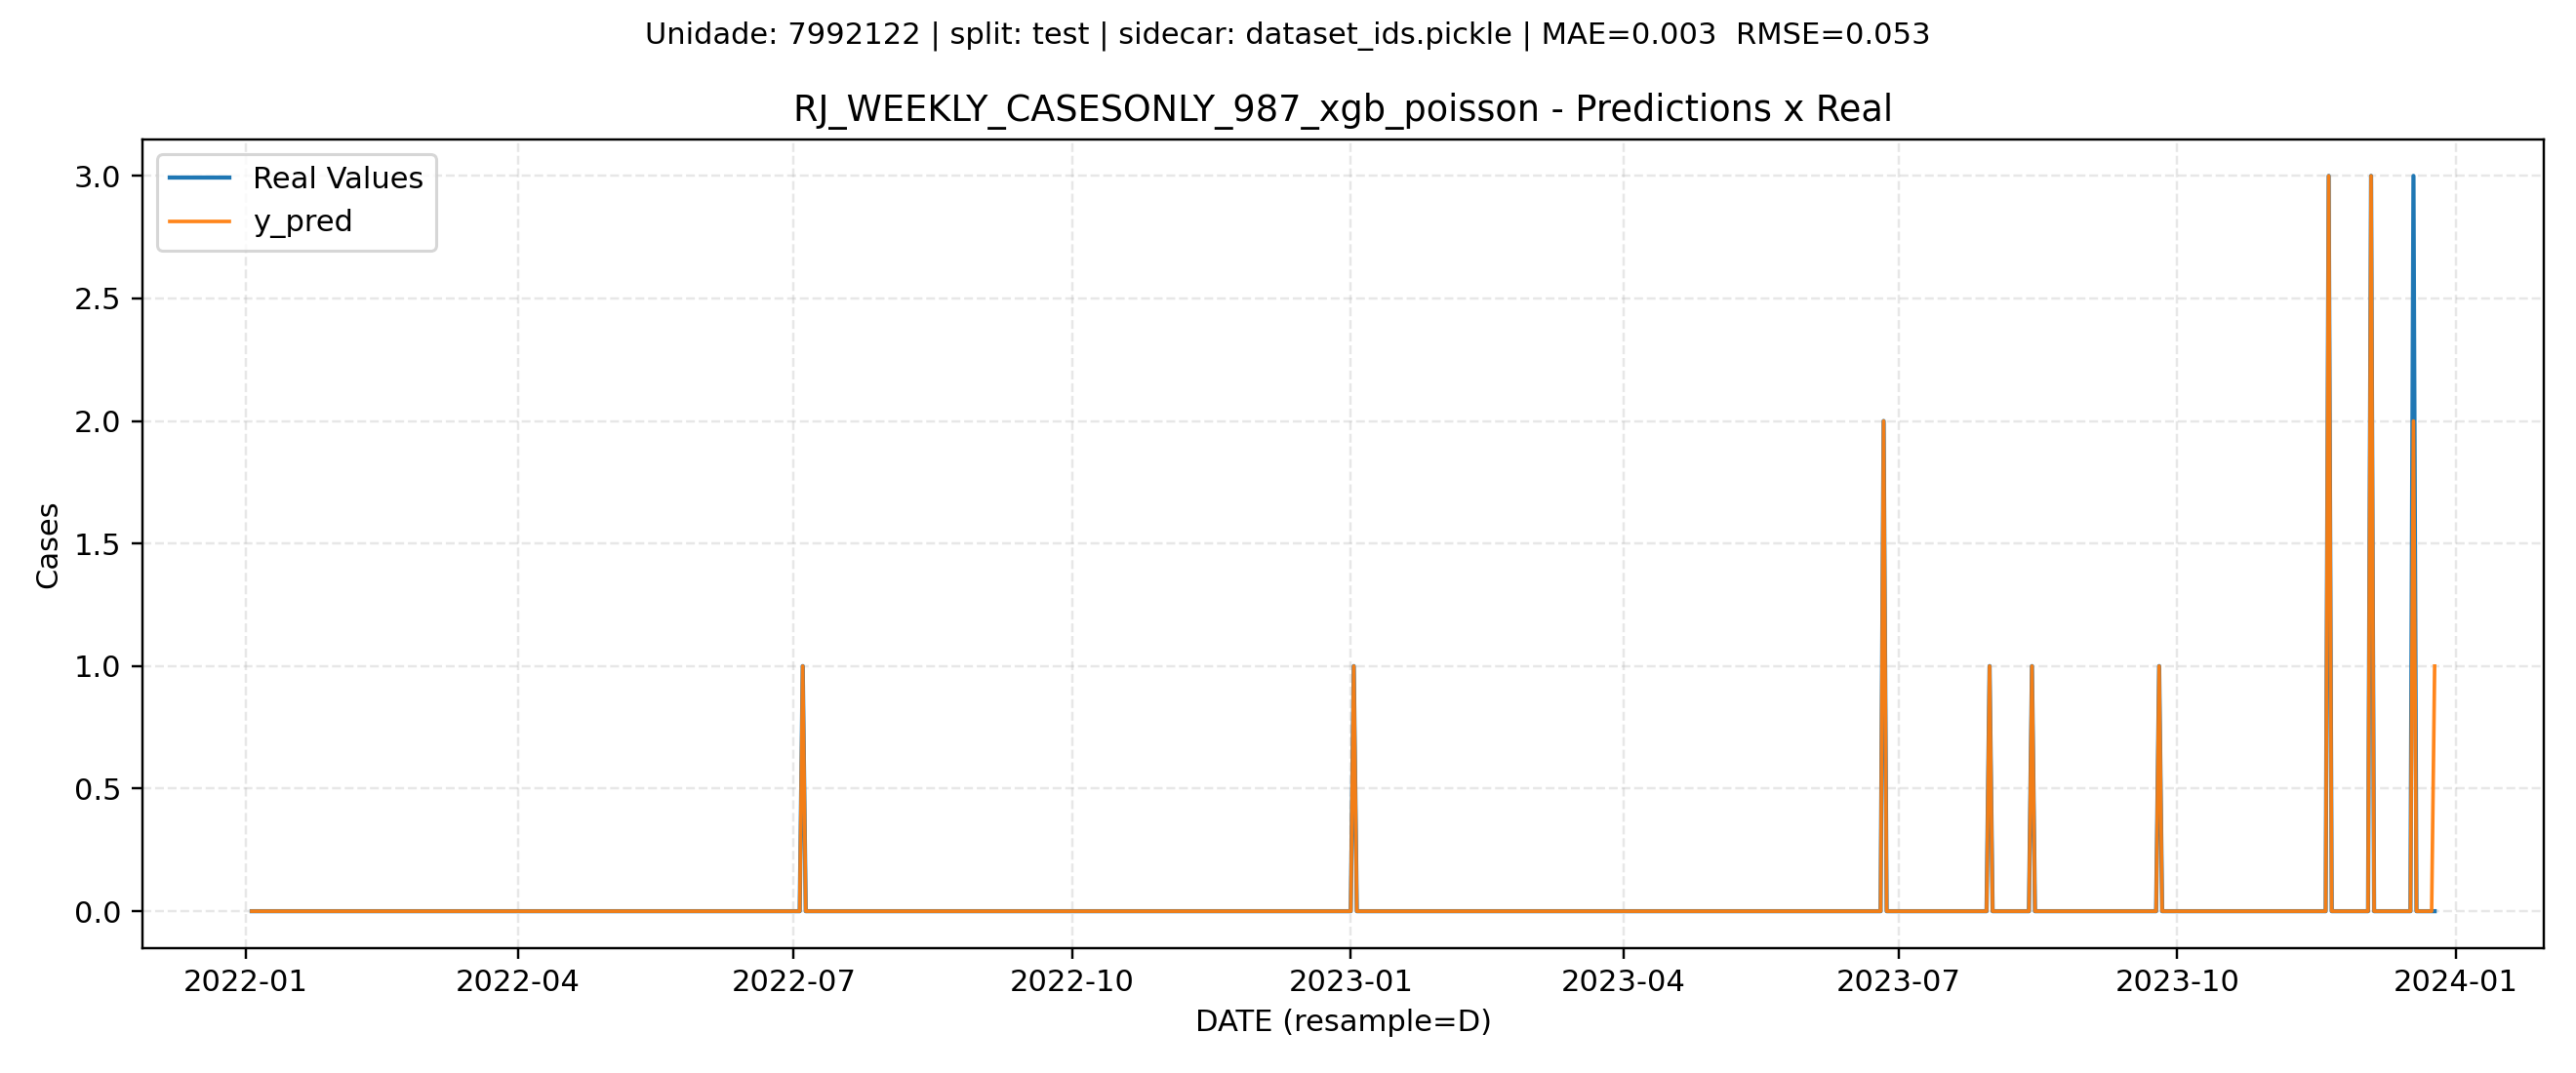 Unidade: 7992122 | split: test | sidecar: dataset_ids.pickle | MAE=0.003  RMSE=0.053
RJ_WEEKLY_CASESONLY_987_xgb_poisson - Predictions x Real
Real Values
y_pred
3.0
2.5
2.0
1.5
1.0
0.5
0.0
Cases
2022-01
2022-04
2022-07
2022-10
2023-01
2023-04
2023-07
2023-10
2024-01
DATE (resample=D)